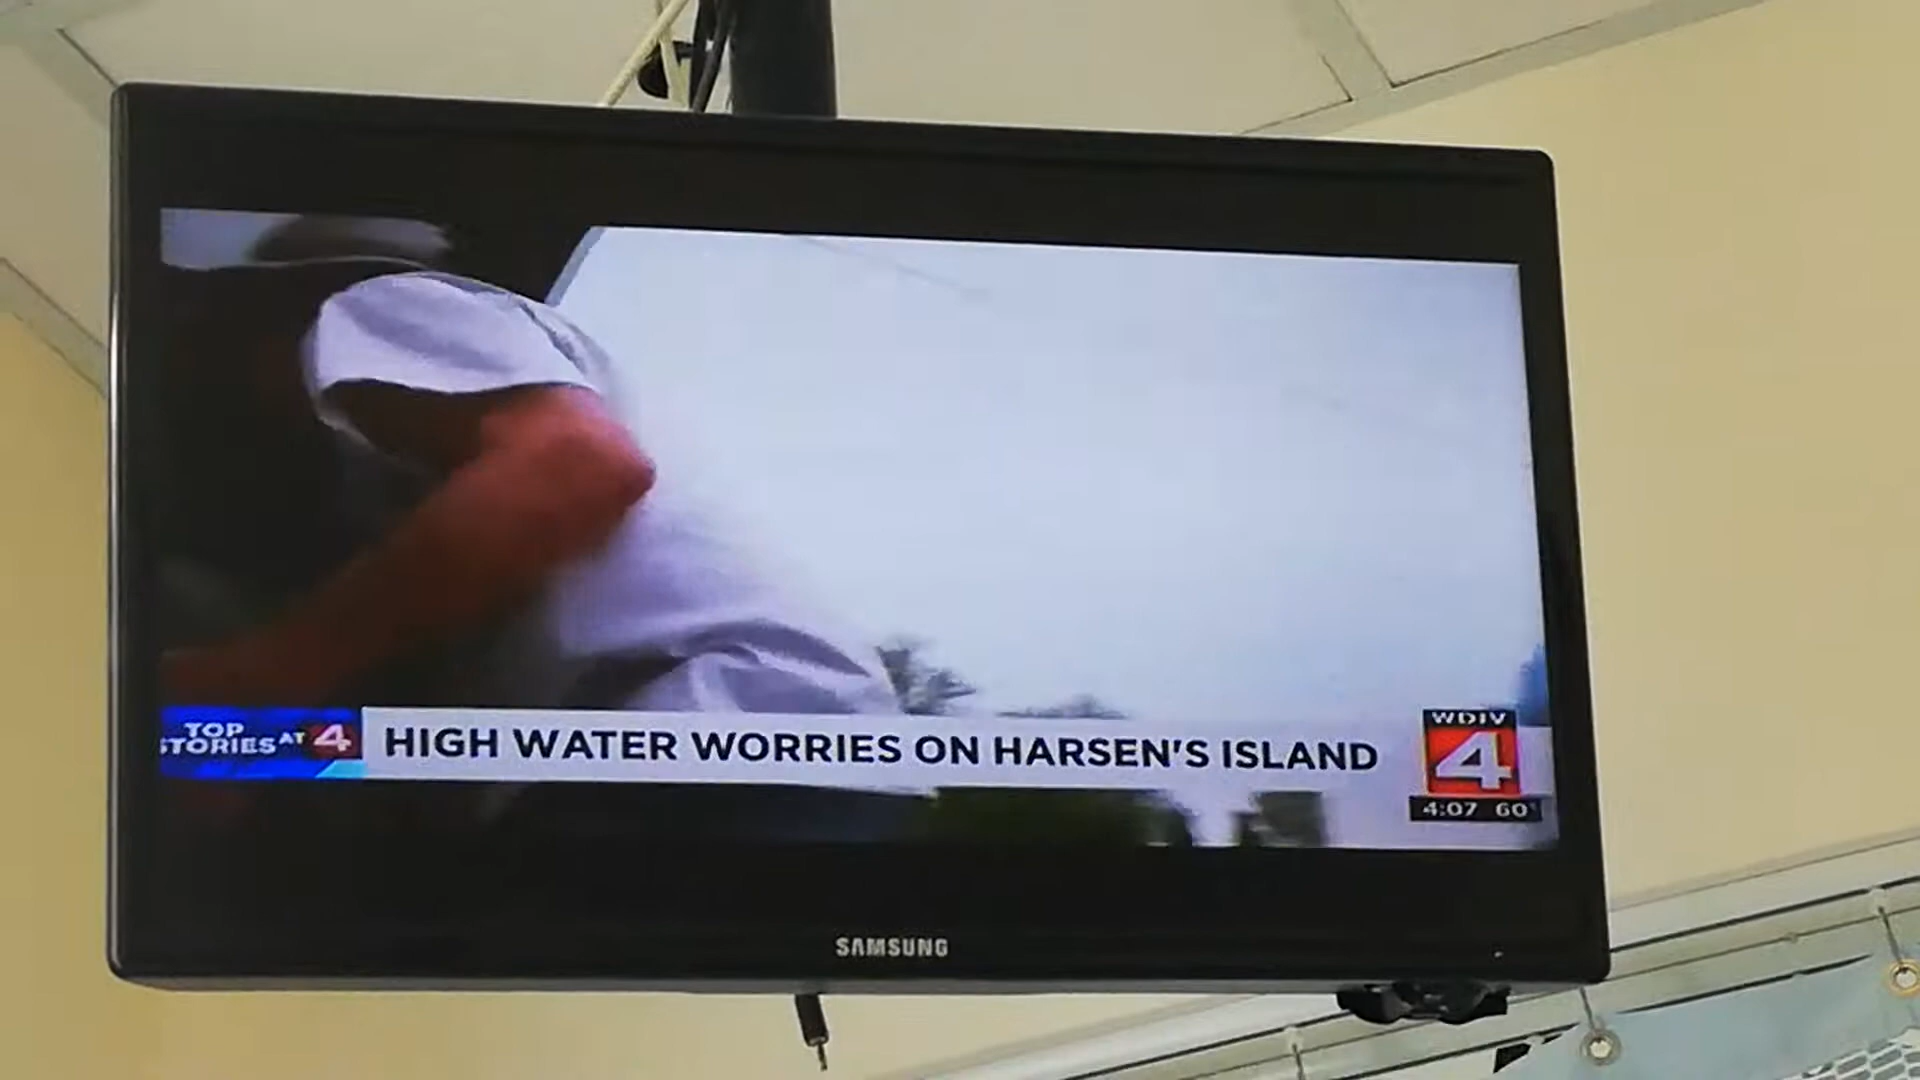 TOP
STORIES AT 4
HIGH WATER WORRIES ON HARSEN'S ISLAND
WDIV
4
4:07 60°
SAMSUNG